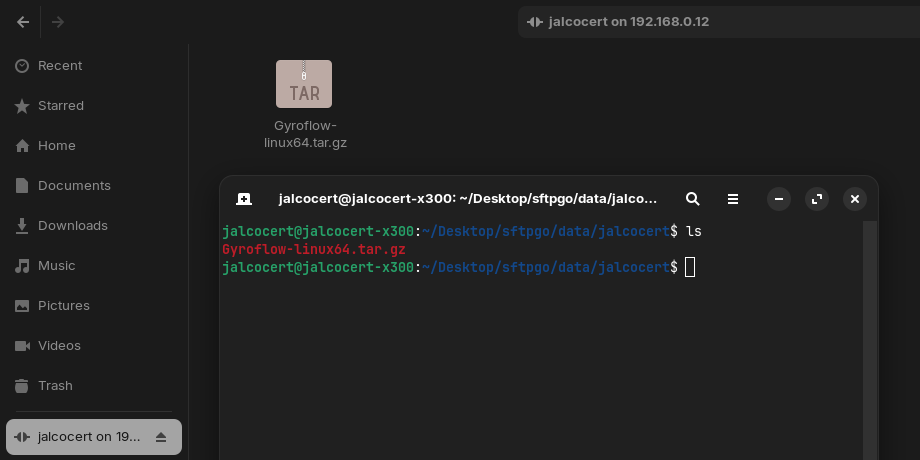 jalcocert on 192.168.0.12
Recent
Starred
Home
Documents
Downloads
Music
Pictures
Videos
Trash
jalcocert on 19...
TAR
Gyroflow-
linux64.tar.gz
jalcocert@jalcocert-x300: ~/Desktop/sftpgo/data/jalco...
jalcocert@jalcocert-x300:~/Desktop/sftpgo/data/jalcocert$ ls
Gyroflow-linux64.tar.gz
jalcocert@jalcocert-x300:~/Desktop/sftpgo/data/jalcocert$